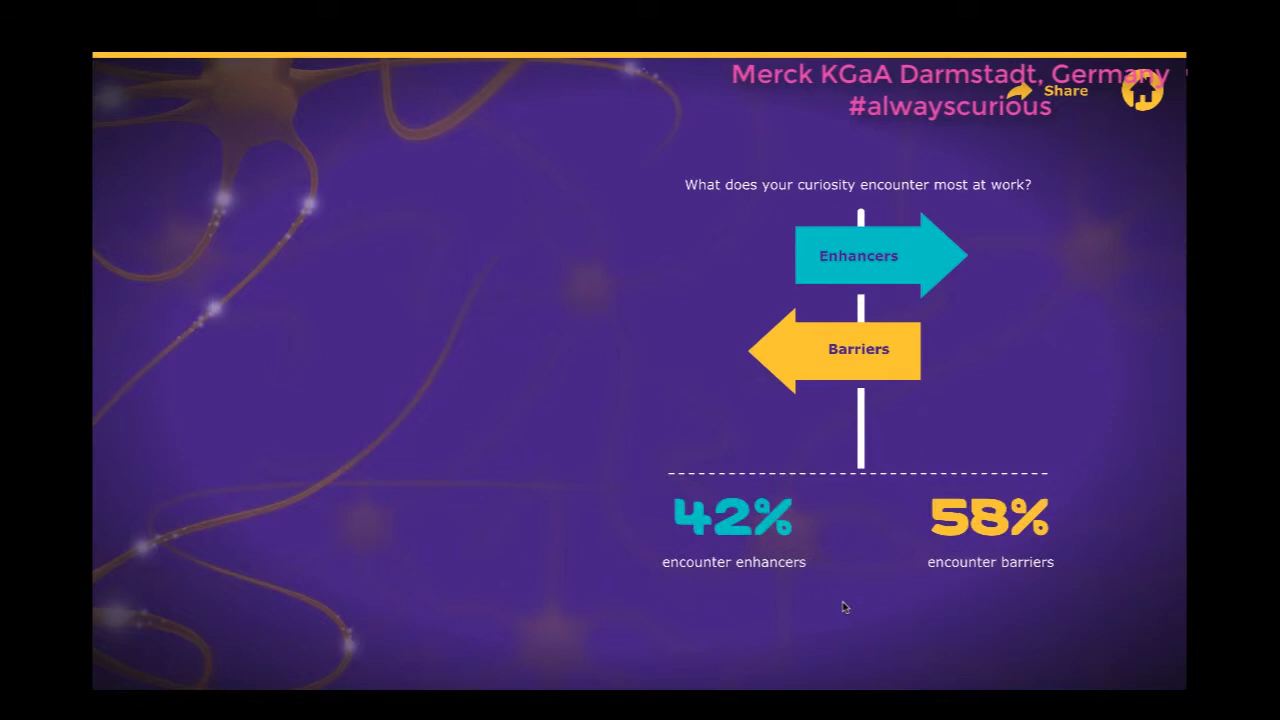 Merck KGaA Darmstadt, Germany
#alwayscurious
Share
What does your curiosity encounter most at work?
Enhancers
Barriers
42%
58%
encounter enhancers
encounter barriers